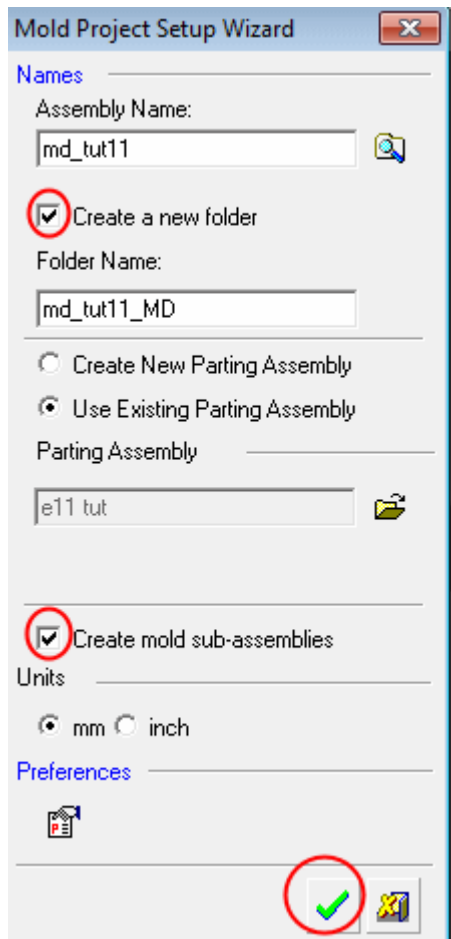 Mold Project Setup Wizard
Names
Assembly Name:
md_tut11
Create a new folder
Folder Name:
md_tut11_MD
Create New Parting Assembly
Use Existing Parting Assembly
Parting Assembly
e11 tut
Create mold sub-assemblies
Units
mm inch
Preferences
P